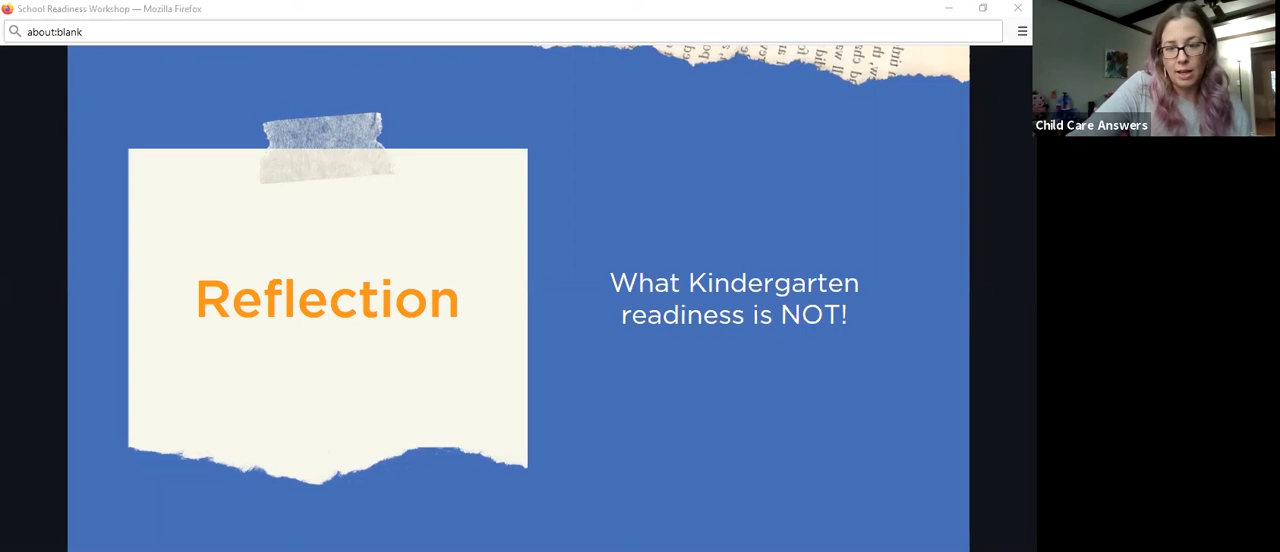 School Readiness Workshop — Mozilla Firefox
about:blank
Child Care Answers
Reflection
What Kindergarten
readiness is NOT!